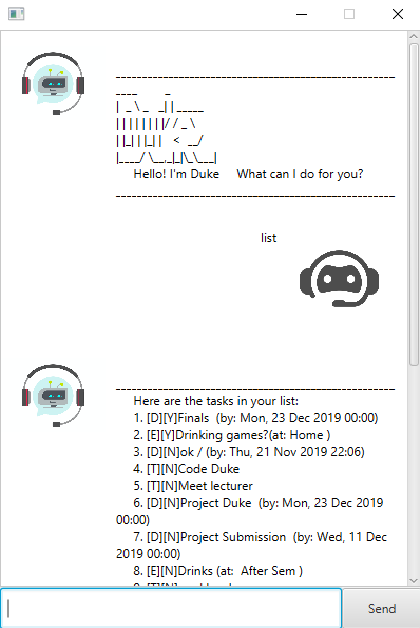 ____        _
|  _ \ _   _| | _____
| | | | | | | |/ / _ \
| |_| | |_| |   <  __/
|____/ \__,_|_|\_\___|
Hello! I'm Duke     What can I do for you?
list
Here are the tasks in your list:
1. [D][Y]Finals  (by: Mon, 23 Dec 2019 00:00)
2. [E][Y]Drinking games?(at: Home )
3. [D][N]ok / (by: Thu, 21 Nov 2019 22:06)
4. [T][N]Code Duke
5. [T][N]Meet lecturer
6. [D][N]Project Duke  (by: Mon, 23 Dec 2019
00:00)
7. [D][N]Project Submission  (by: Wed, 11 Dec
2019 00:00)
8. [E][N]Drinks (at:  After Sem )
Send